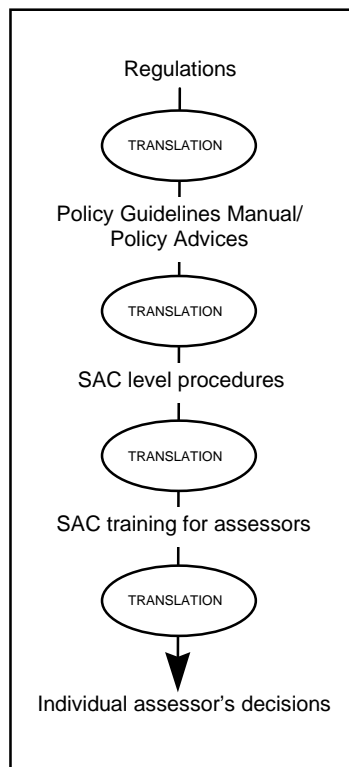 Regulations
TRANSLATION
Policy Guidelines Manual/
Policy Advices
TRANSLATION
SAC level procedures
TRANSLATION
SAC training for assessors
TRANSLATION
Individual assessor's decisions